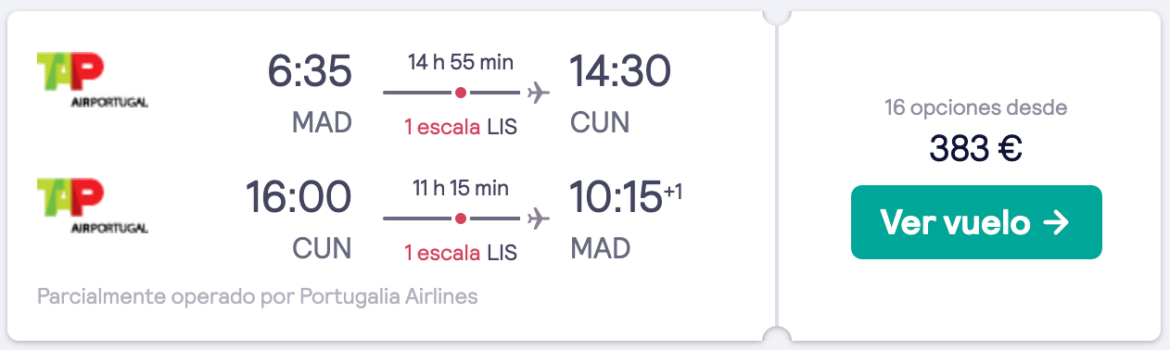 TAP
AIRPORTUGAL
6:35
MAD
14 h 55 min
1 escala LIS
14:30
CUN
TAP
AIRPORTUGAL
16:00
CUN
11 h 15 min
1 escala LIS
10:15+1
MAD
Parcialmente operado por Portugalia Airlines
16 opciones desde
383 €
Ver vuelo →